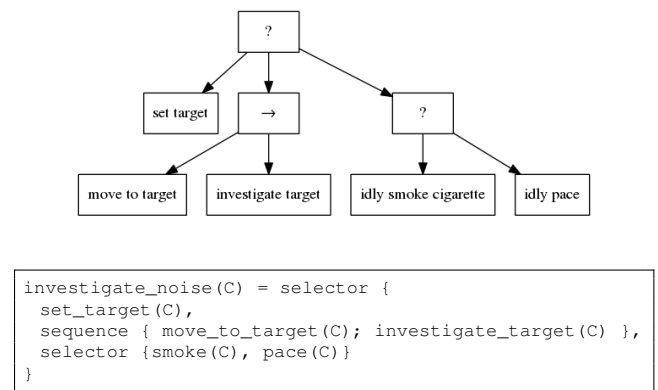 ?
set target
→
?
move to target
investigate target
idly smoke cigarette
idly pace
investigate_noise(C) = selector {
set_target(C),
sequence { move_to_target(C); investigate_target(C) },
selector {smoke(C), pace(C)}
}